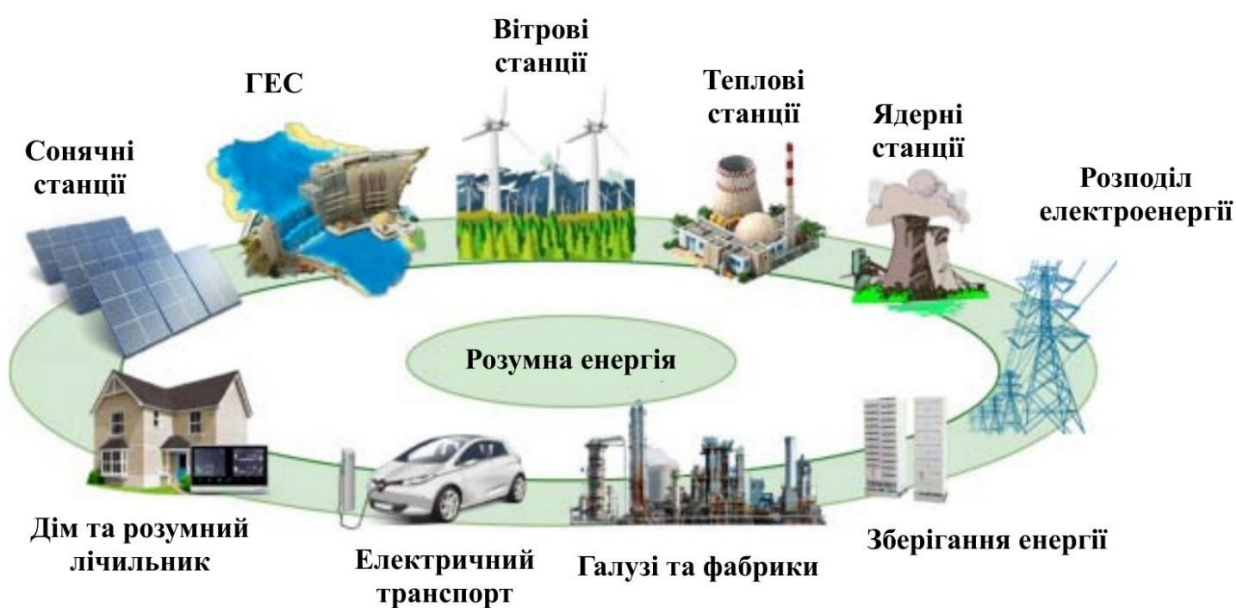 Вітрові
станції
ГЕС
Теплові
станції
Ядерні
станції
Сонячні
станції
Розподіл
електроенергії
Розумна енергія
Дім та розумний
лічильник
Електричний
транспорт
Галузі та фабрики
Зберігання енергії